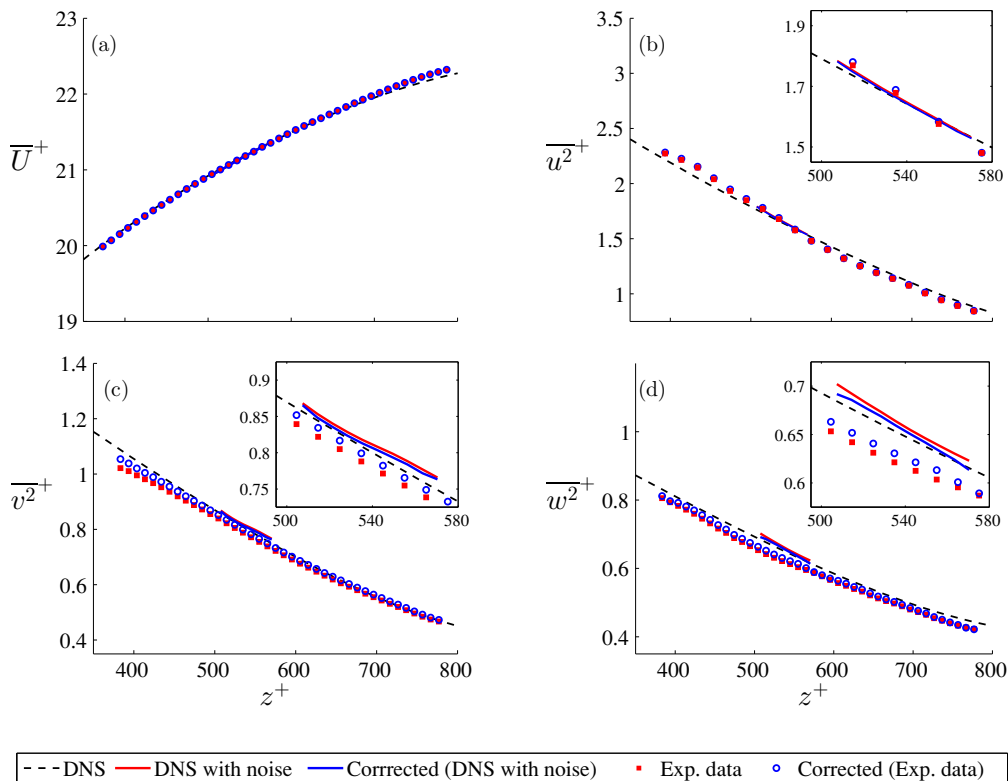 23
(a)
22
21
20
19
U̅⁺
3.5
(b)
3
2.5
2
1.5
1
u²⁺
1.9
1.7
1.5
500 540 580
1.4
(c)
1.2
1
0.8
0.6
0.4
v²⁺
0.9
0.85
0.8
0.75
500 540 580
400 500 600 700 800
z⁺
(d)
1
0.8
0.6
0.4
w²⁺
0.7
0.65
0.6
500 540 580
400 500 600 700 800
z⁺
DNS DNS with noise Corrrected (DNS with noise) Exp. data Corrected (Exp. data)